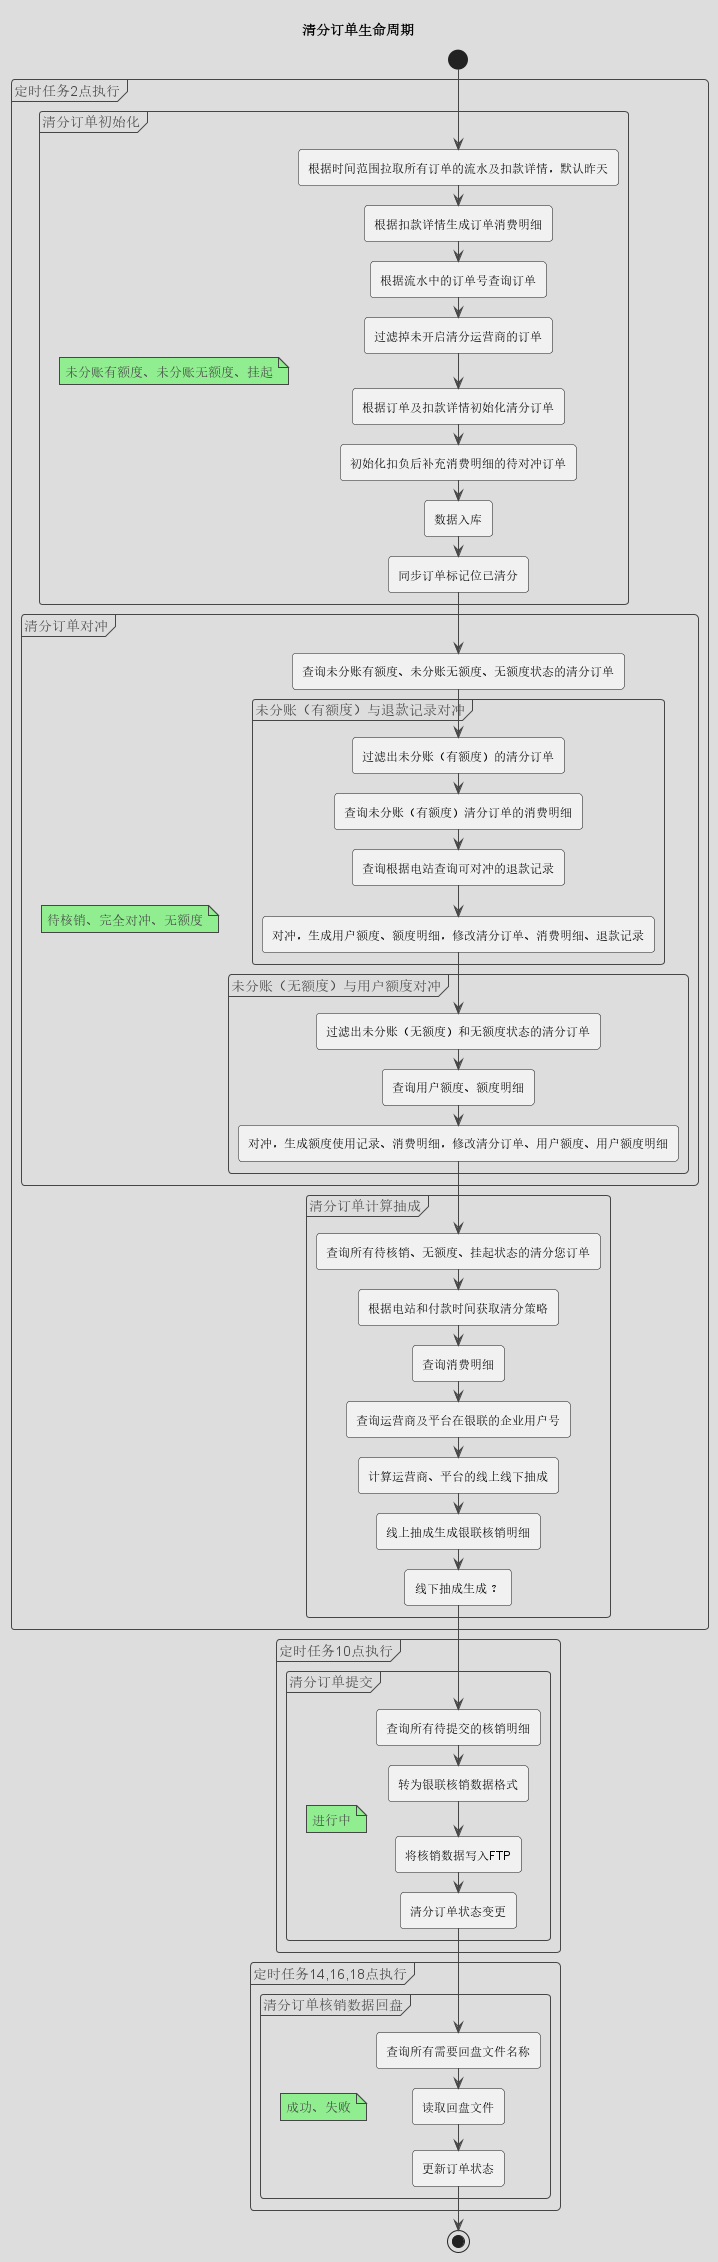 清分订单生命周期
定时任务2点执行
清分订单初始化
根据时间范围拉取所有订单的流水及扣款详情，默认昨天
根据扣款详情生成订单消费明细
根据流水中的订单号查询订单
过滤掉未开启清分运营商的订单
未分账有额度、未分账无额度、挂起
根据订单及扣款详情初始化清分订单
初始化扣负后补充消费明细的待对冲订单
数据入库
同步订单标记位已清分
清分订单对冲
查询未分账有额度、未分账无额度、无额度状态的清分订单
未分账（有额度）与退款记录对冲
过滤出未分账（有额度）的清分订单
查询未分账（有额度）清分订单的消费明细
查询根据电站查询可对冲的退款记录
待核销、完全对冲、无额度
对冲，生成用户额度、额度明细，修改清分订单、消费明细、退款记录
未分账（无额度）与用户额度对冲
过滤出未分账（无额度）和无额度状态的清分订单
查询用户额度、额度明细
对冲，生成额度使用记录、消费明细，修改清分订单、用户额度、用户额度明细
清分订单计算抽成
查询所有待核销、无额度、挂起状态的清分您订单
根据电站和付款时间获取清分策略
查询消费明细
查询运营商及平台在银联的企业用户号
计算运营商、平台的线上线下抽成
线上抽成生成银联核销明细
线下抽成生成？
定时任务10点执行
清分订单提交
查询所有待提交的核销明细
转为银联核销数据格式
进行中
将核销数据写入FTP
清分订单状态变更
定时任务14,16,18点执行
清分订单核销数据回盘
查询所有需要回盘文件名称
成功、失败
读取回盘文件
更新订单状态